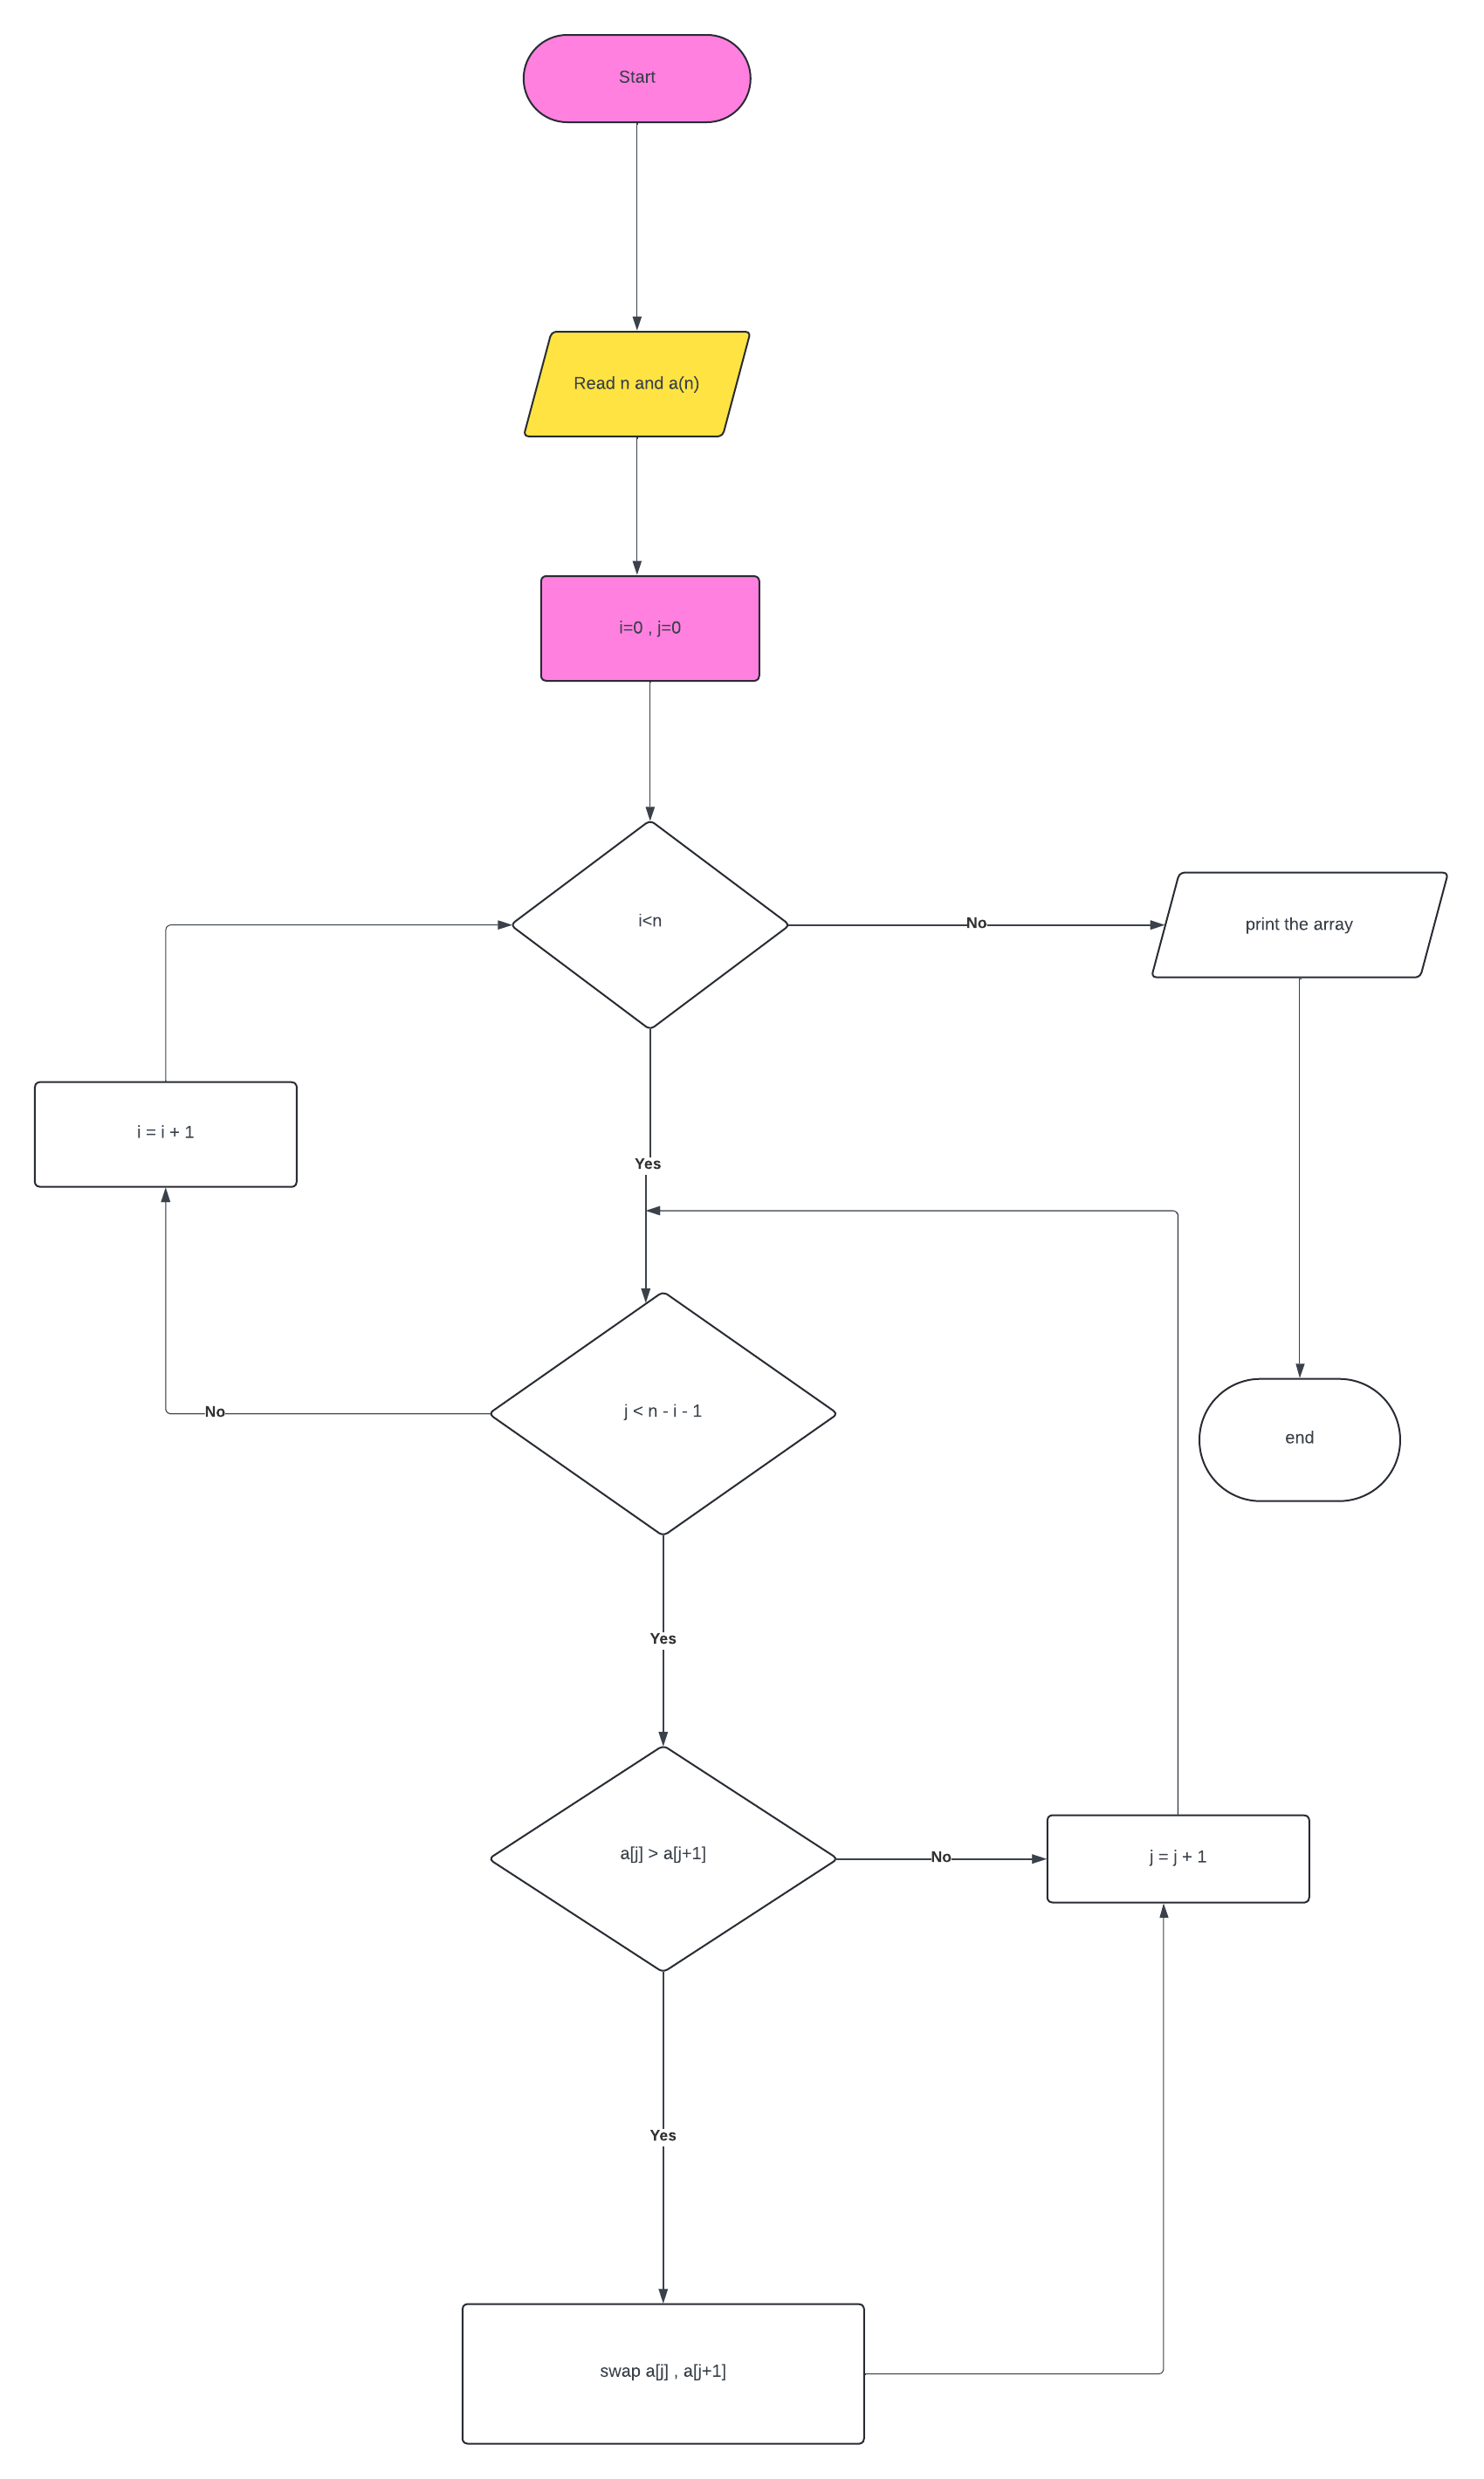 Start
Read n and a(n)
i=0 , j=0
i<n
No
print the array
i = i + 1
Yes
j < n - i - 1
No
end
Yes
a[j] > a[j+1]
No
j = j + 1
Yes
swap a[j] , a[j+1]